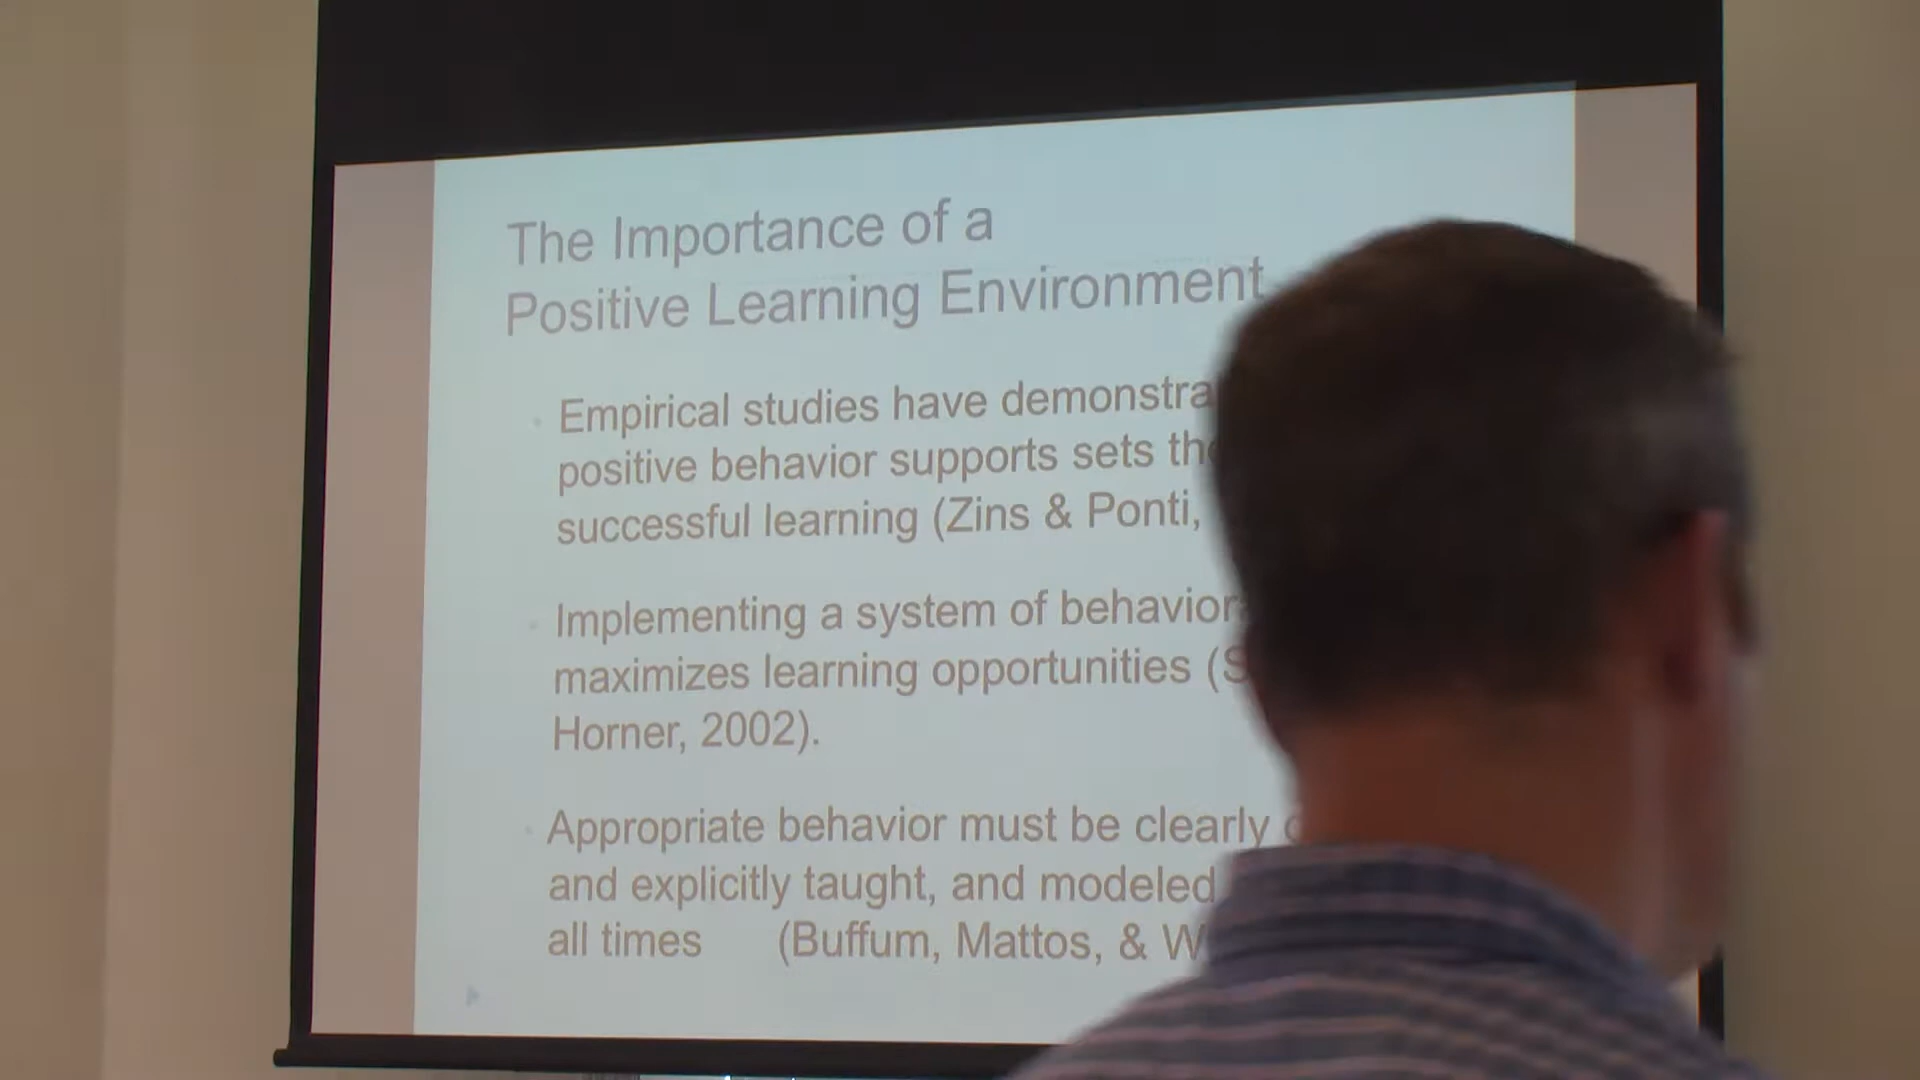 The Importance of a
Positive Learning Environment
Empirical studies have demonstra
positive behavior supports sets the
successful learning (Zins & Ponti,
Implementing a system of behavior
maximizes learning opportunities (S
Horner, 2002).
Appropriate behavior must be clearly
and explicitly taught, and modeled
all times (Buffum, Mattos, & W